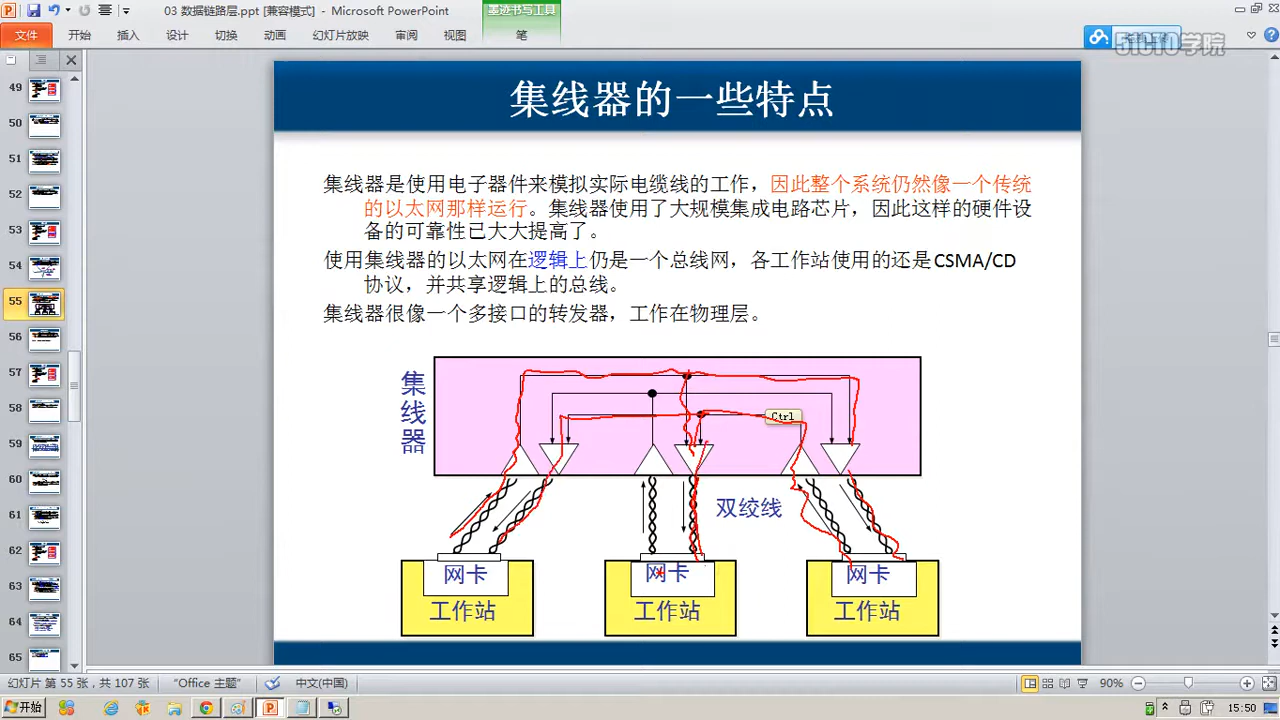 03 数据链路层.ppt [兼容模式] - Microsoft PowerPoint
墨迹书写工具
文件 开始 插入 设计 切换 动画 幻灯片放映 审阅 视图 笔
51CTO学院
49
50
51
52
53
54
55
56
57
58
59
60
61
62
63
64
65
集线器的一些特点
集线器是使用电子器件来模拟实际电缆线的工作，因此整个系统仍然像一个传统
的以太网那样运行。集线器使用了大规模集成电路芯片，因此这样的硬件设
备的可靠性已大大提高了。
使用集线器的以太网在逻辑上仍是一个总线网，各工作站使用的还是CSMA/CD
协议，并共享逻辑上的总线。
集线器很像一个多接口的转发器，工作在物理层。
集
线
器
Ctrl
双绞线
网卡 网卡 网卡
工作站 工作站 工作站
幻灯片 第 55 张，共 107 张 "Office 主题" 中文(中国) 90%
开始 15:50